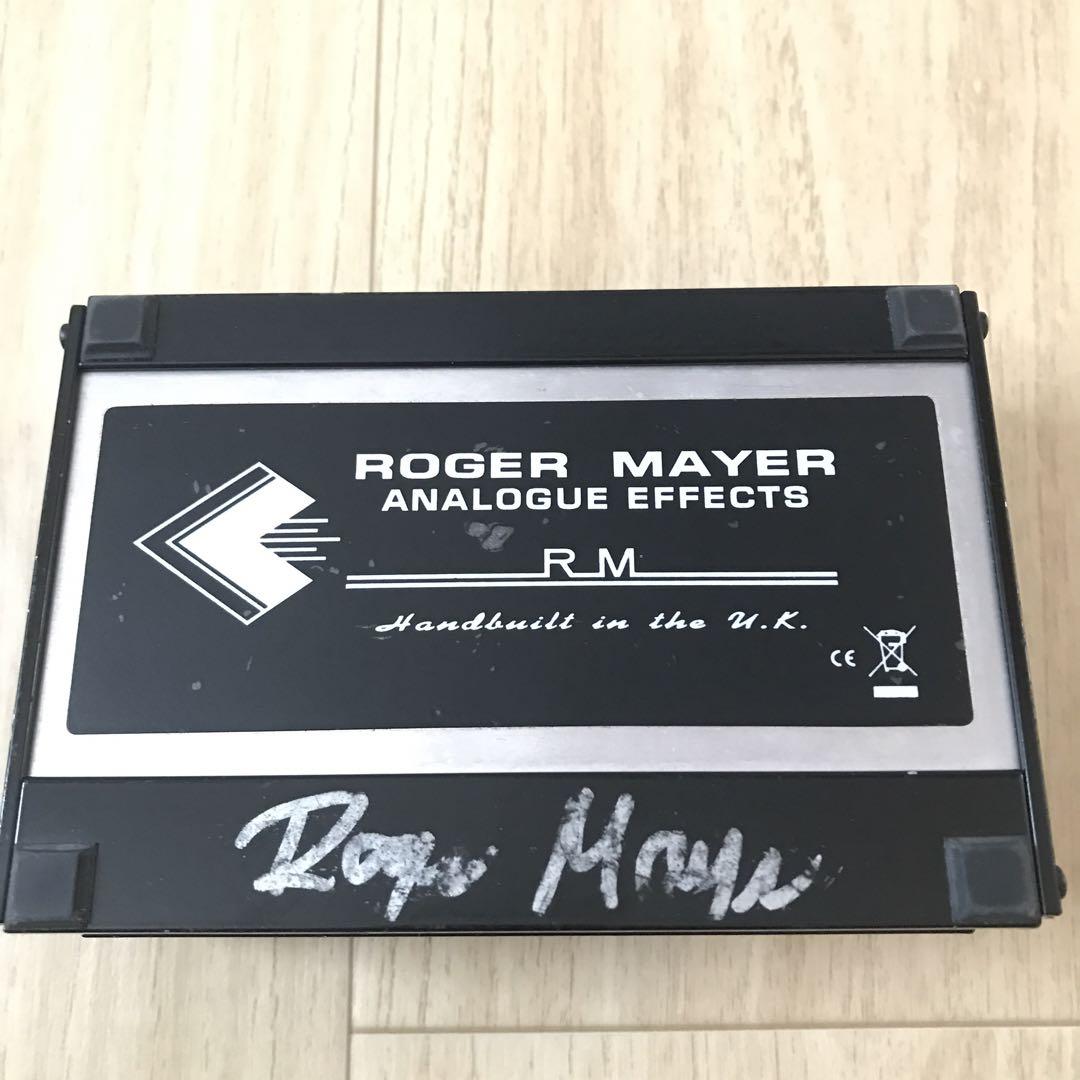 ROGER MAYER
ANALOGUE EFFECTS
RM
Handbuilt in the U.K.
CE
Roger Mayer